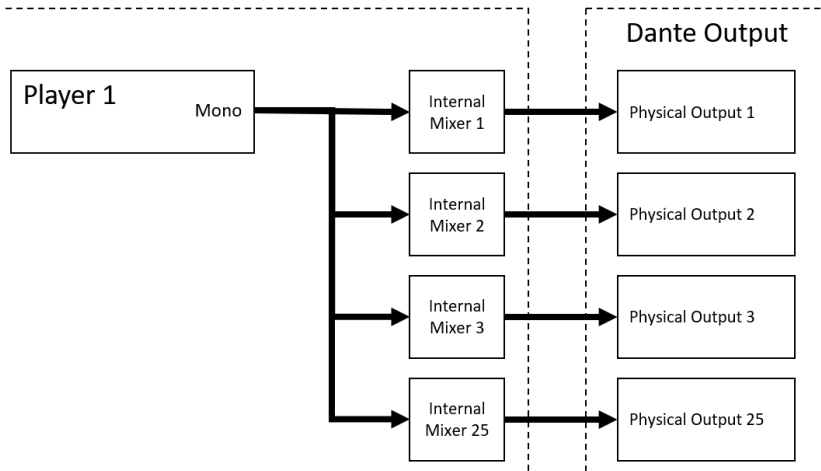 Dante Output
Player 1
Mono
Internal
Mixer 1
Physical Output 1
Internal
Mixer 2
Physical Output 2
Internal
Mixer 3
Physical Output 3
Internal
Mixer 25
Physical Output 25